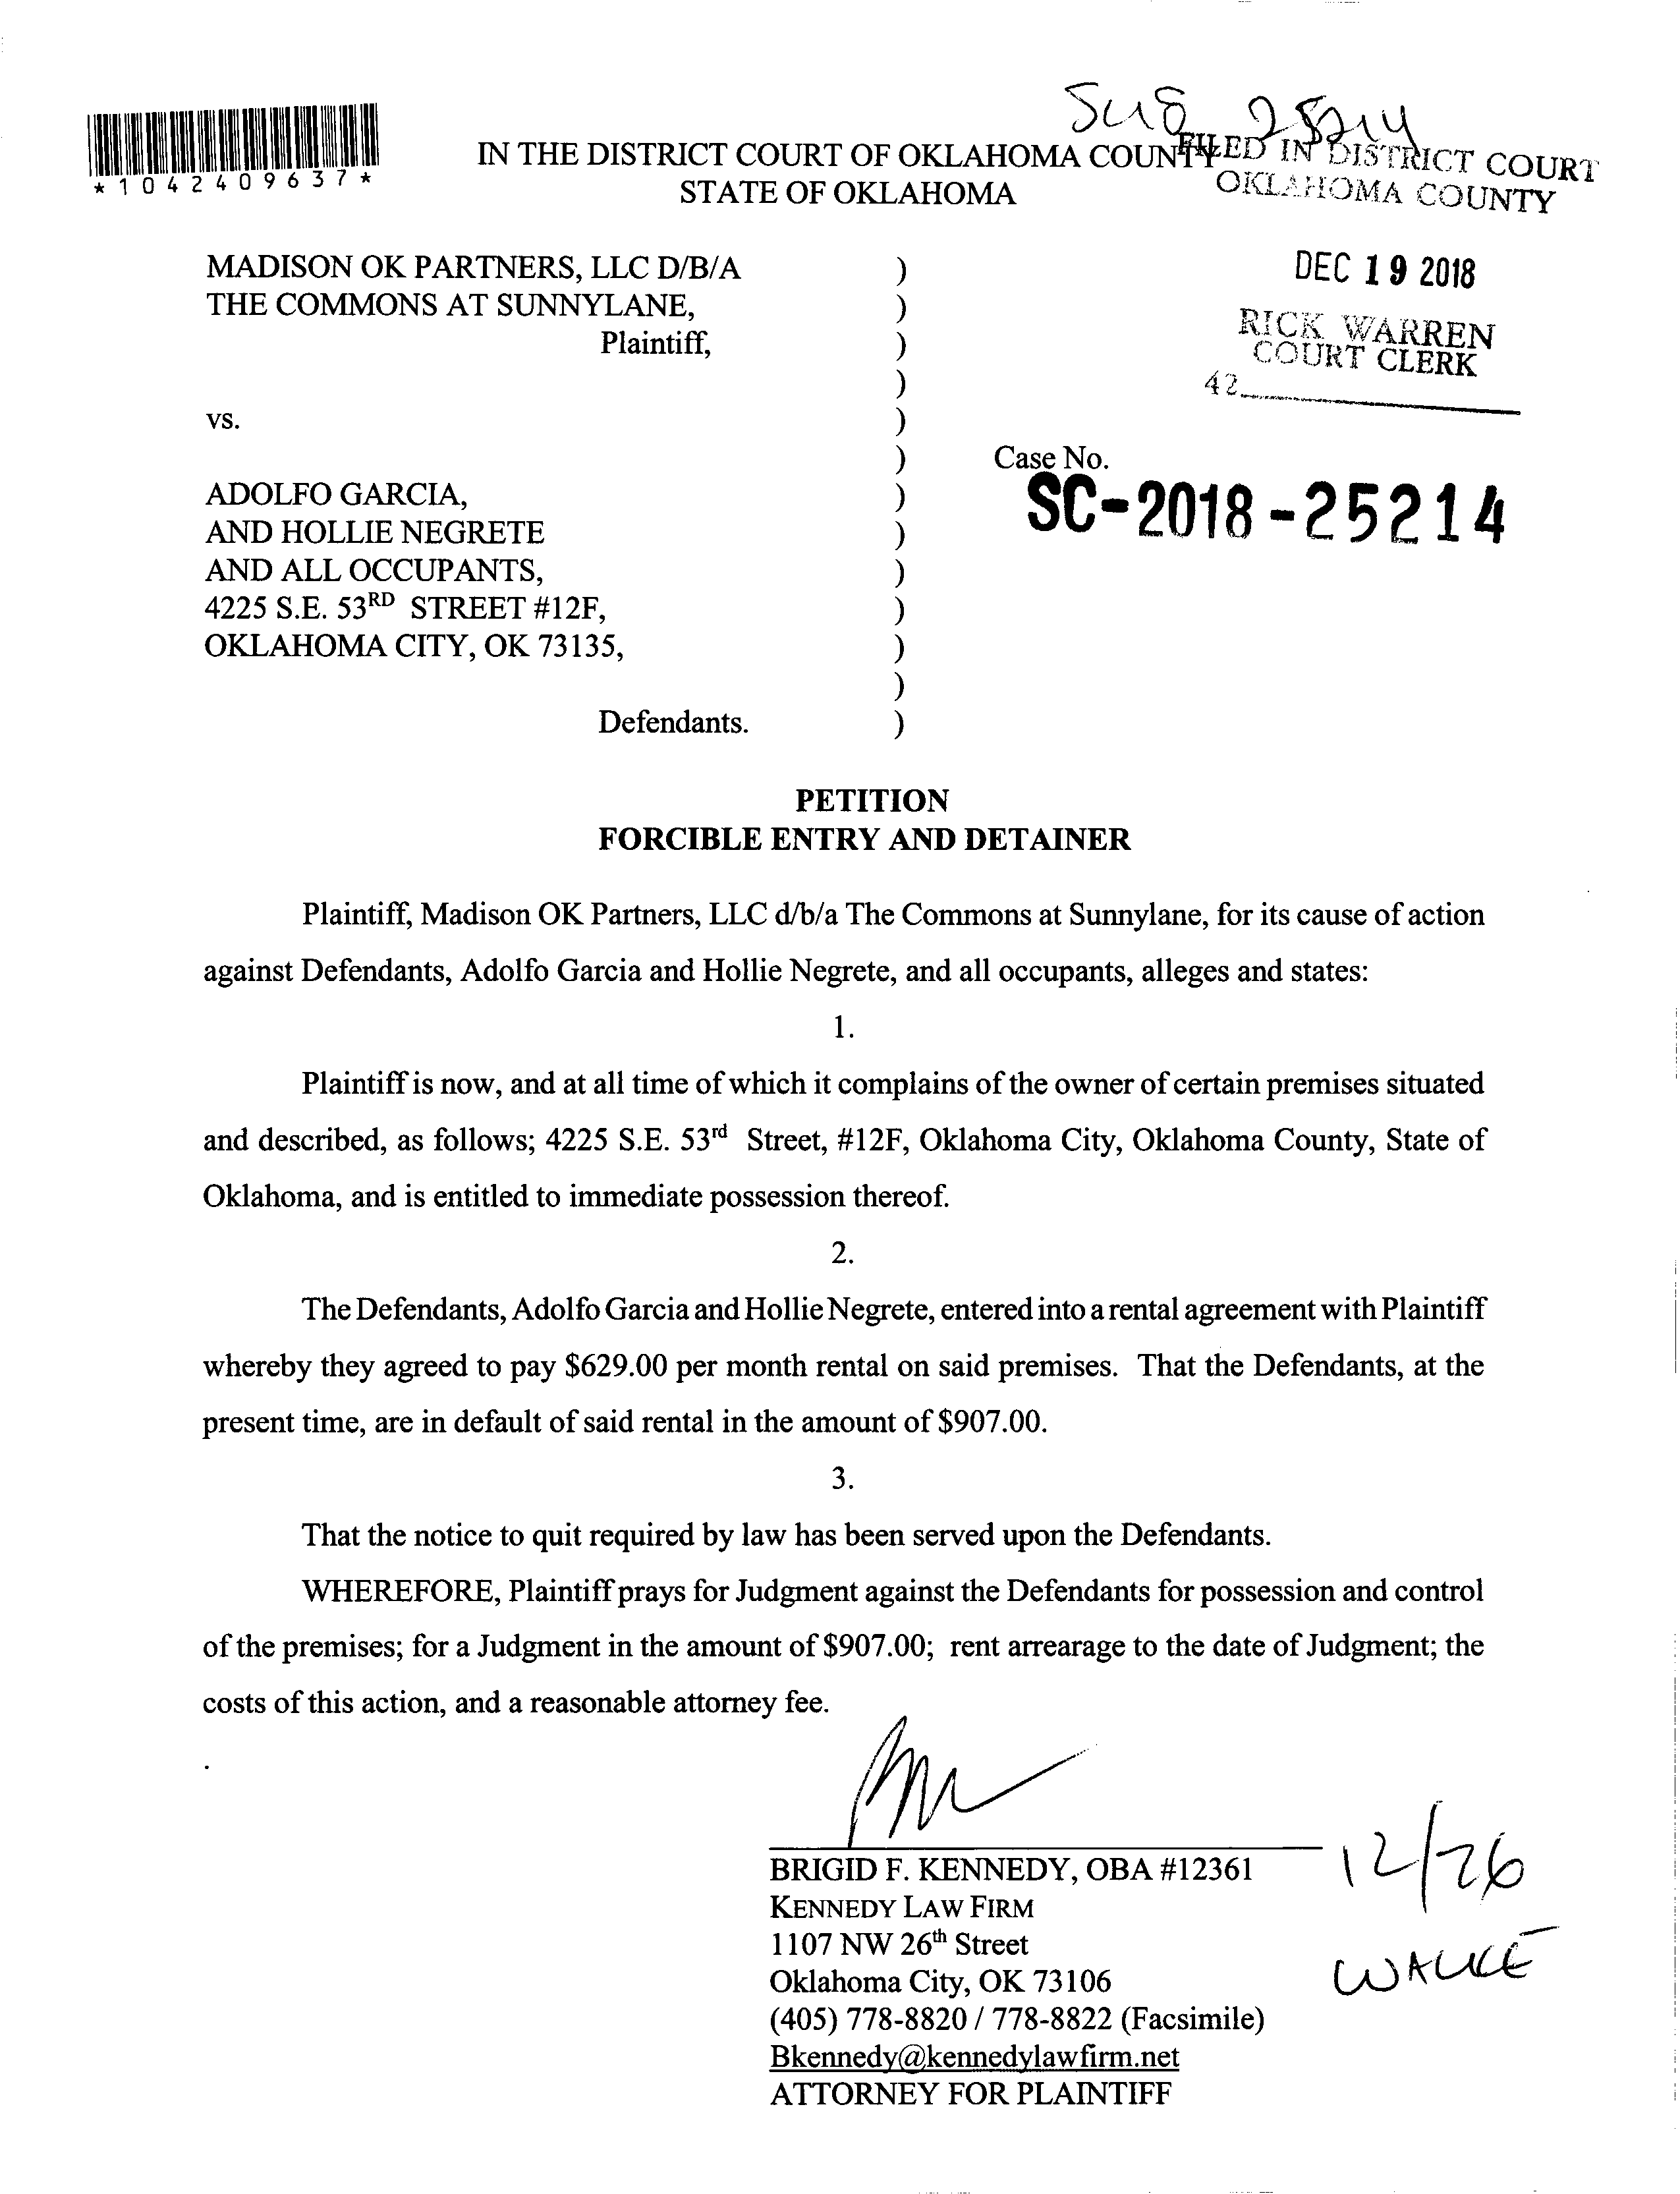 *1042409637*
IN THE DISTRICT COURT OF OKLAHOMA COUNTY
STATE OF OKLAHOMA
FILED IN DISTRICT COURT
OKLAHOMA COUNTY
DEC 19 2018
RICK WARREN
COURT CLERK
42
MADISON OK PARTNERS, LLC D/B/A )
THE COMMONS AT SUNNYLANE, )
Plaintiff, )
)
vs. )
)
ADOLFO GARCIA, )
AND HOLLIE NEGRETE )
AND ALL OCCUPANTS, )
4225 S.E. 53RD STREET #12F, )
OKLAHOMA CITY, OK 73135, )
)
Defendants. )
Case No.
SC-2018-25214
PETITION
FORCIBLE ENTRY AND DETAINER
Plaintiff, Madison OK Partners, LLC d/b/a The Commons at Sunnylane, for its cause of action
against Defendants, Adolfo Garcia and Hollie Negrete, and all occupants, alleges and states:
1.
Plaintiff is now, and at all time of which it complains of the owner of certain premises situated
and described, as follows; 4225 S.E. 53rd Street, #12F, Oklahoma City, Oklahoma County, State of
Oklahoma, and is entitled to immediate possession thereof.
2.
The Defendants, Adolfo Garcia and Hollie Negrete, entered into a rental agreement with Plaintiff
whereby they agreed to pay $629.00 per month rental on said premises. That the Defendants, at the
present time, are in default of said rental in the amount of $907.00.
3.
That the notice to quit required by law has been served upon the Defendants.
WHEREFORE, Plaintiff prays for Judgment against the Defendants for possession and control
of the premises; for a Judgment in the amount of $907.00; rent arrearage to the date of Judgment; the
costs of this action, and a reasonable attorney fee.
BRIGID F. KENNEDY, OBA #12361
KENNEDY LAW FIRM
1107 NW 26th Street
Oklahoma City, OK 73106
(405) 778-8820 / 778-8822 (Facsimile)
Bkennedy@kennedylawfirm.net
ATTORNEY FOR PLAINTIFF
12/26